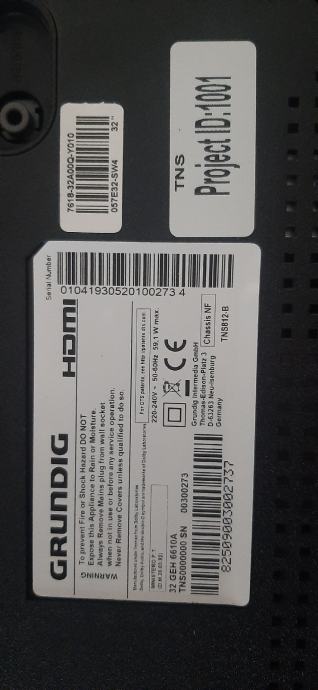 7618-32A00Q-Y010
057E32-SW4 32"
TNS
Project ID:1001
Serial Number
01041930520100273 4
GRUNDIG HDMI
WARNING
To prevent Fire or Shock Hazard DO NOT
Expose this Appliance to Rain or Moisture.
Always Remove Mains plug from wall socket
when not in use or before any service operation.
Never Remove Covers unless qualified to do so.
220-240V ~ 50-60Hz 59,1 W max.
CE
Grundig Intermedia GmbH
Thomas-Edison-Platz 3
D-63263 Neu-Isenburg
Germany
Chassis NF
TNS812-B
32 GEH 6610A
TNS0000000 SN 00300273
82509003002737